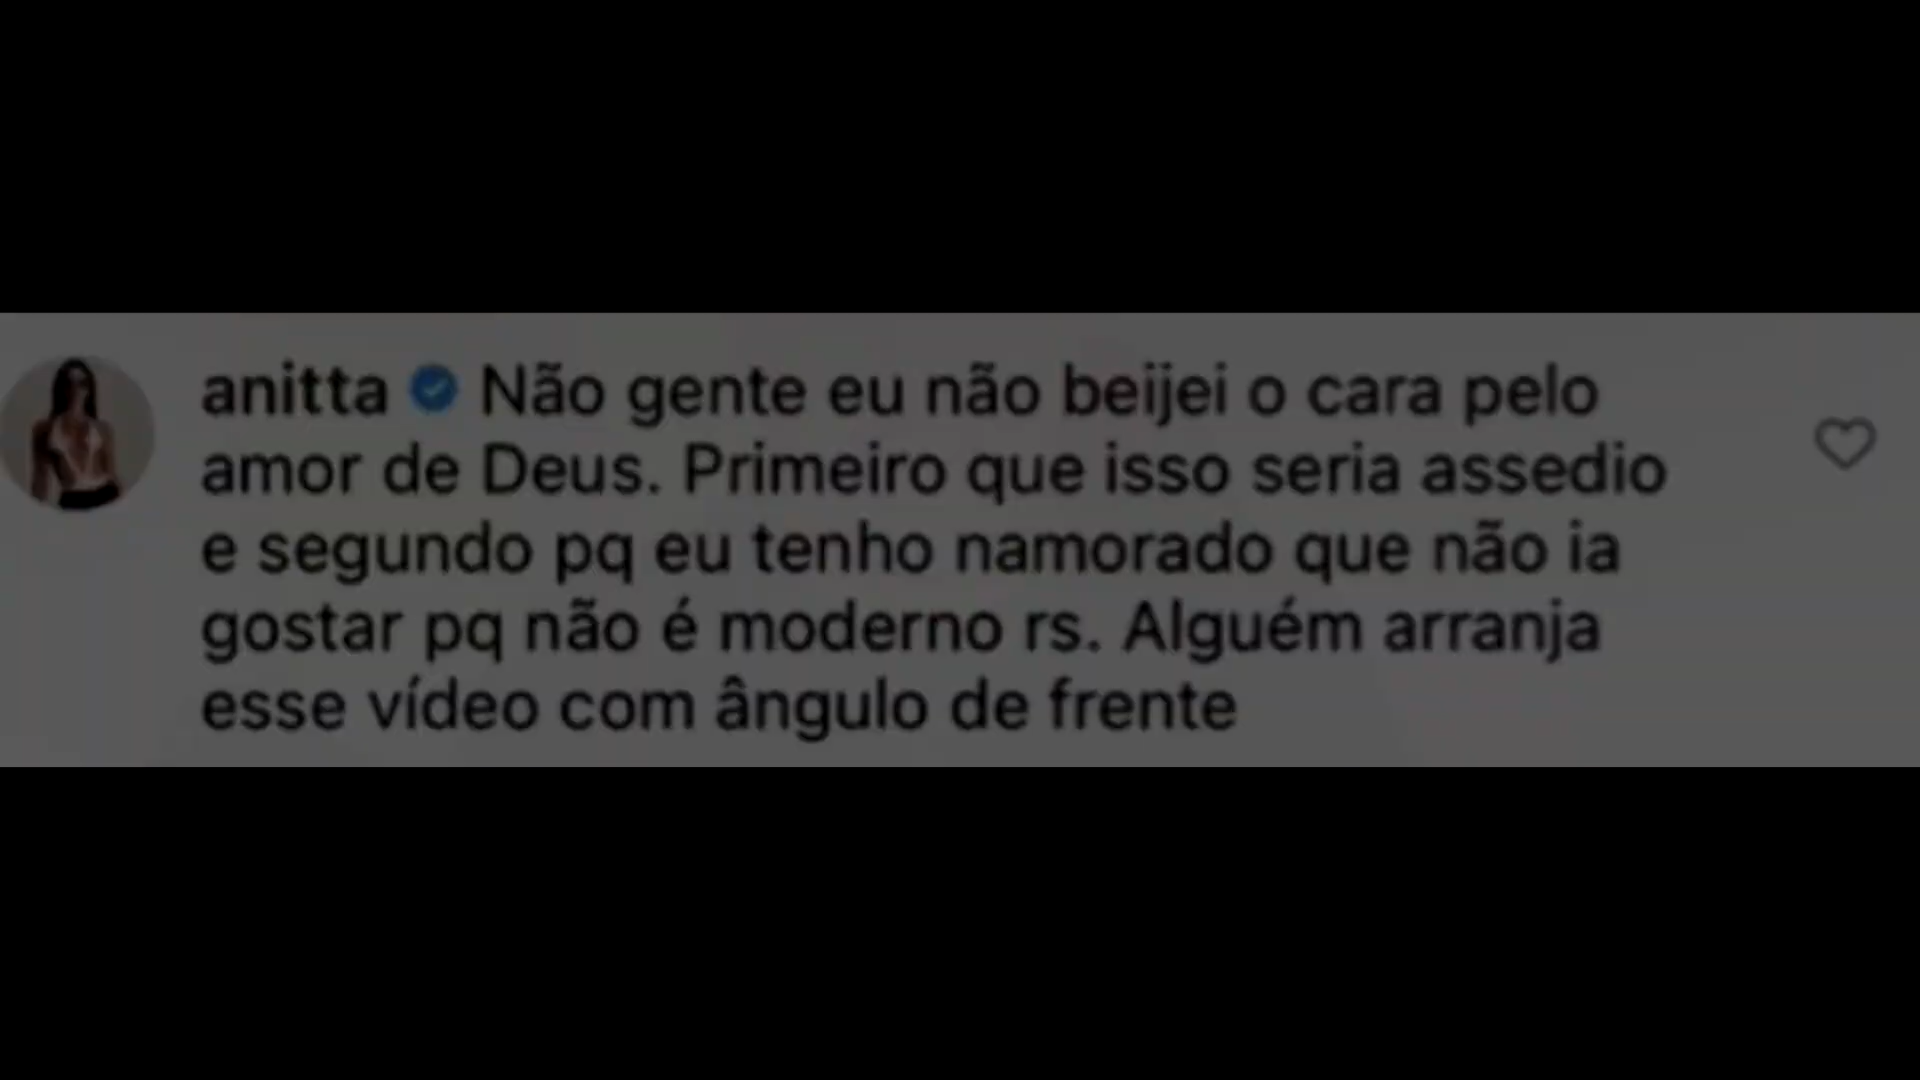 anitta Não gente eu não beijei o cara pelo
amor de Deus. Primeiro que isso seria assedio
e segundo pq eu tenho namorado que não ia
gostar pq não é moderno rs. Alguém arranja
esse vídeo com ângulo de frente